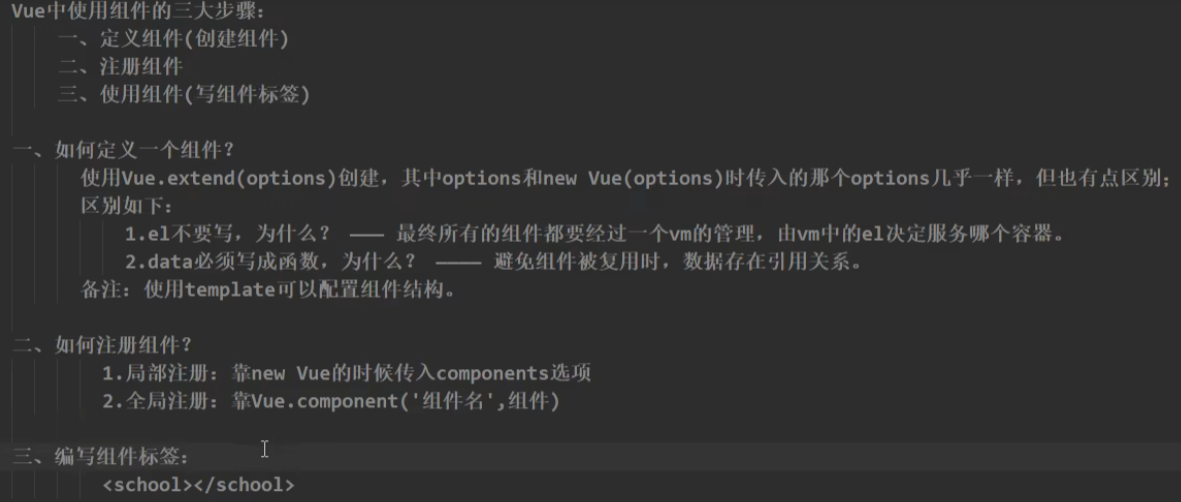 Vue中使用组件的三大步骤:
一、定义组件(创建组件)
二、注册组件
三、使用组件(写组件标签)
一、如何定义一个组件?
使用Vue.extend(options)创建，其中options和new Vue(options)时传入的那个options几乎一样，但也有点区别;
区别如下:
1.el不要写，为什么? ——— 最终所有的组件都要经过一个vm的管理，由vm中的el决定服务哪个容器。
2.data必须写成函数，为什么? ———— 避免组件被复用时，数据存在引用关系。
备注: 使用template可以配置组件结构。
二、如何注册组件?
1.局部注册: 靠new Vue的时候传入components选项
2.全局注册: 靠Vue.component('组件名',组件)
三、编写组件标签:
<school></school>